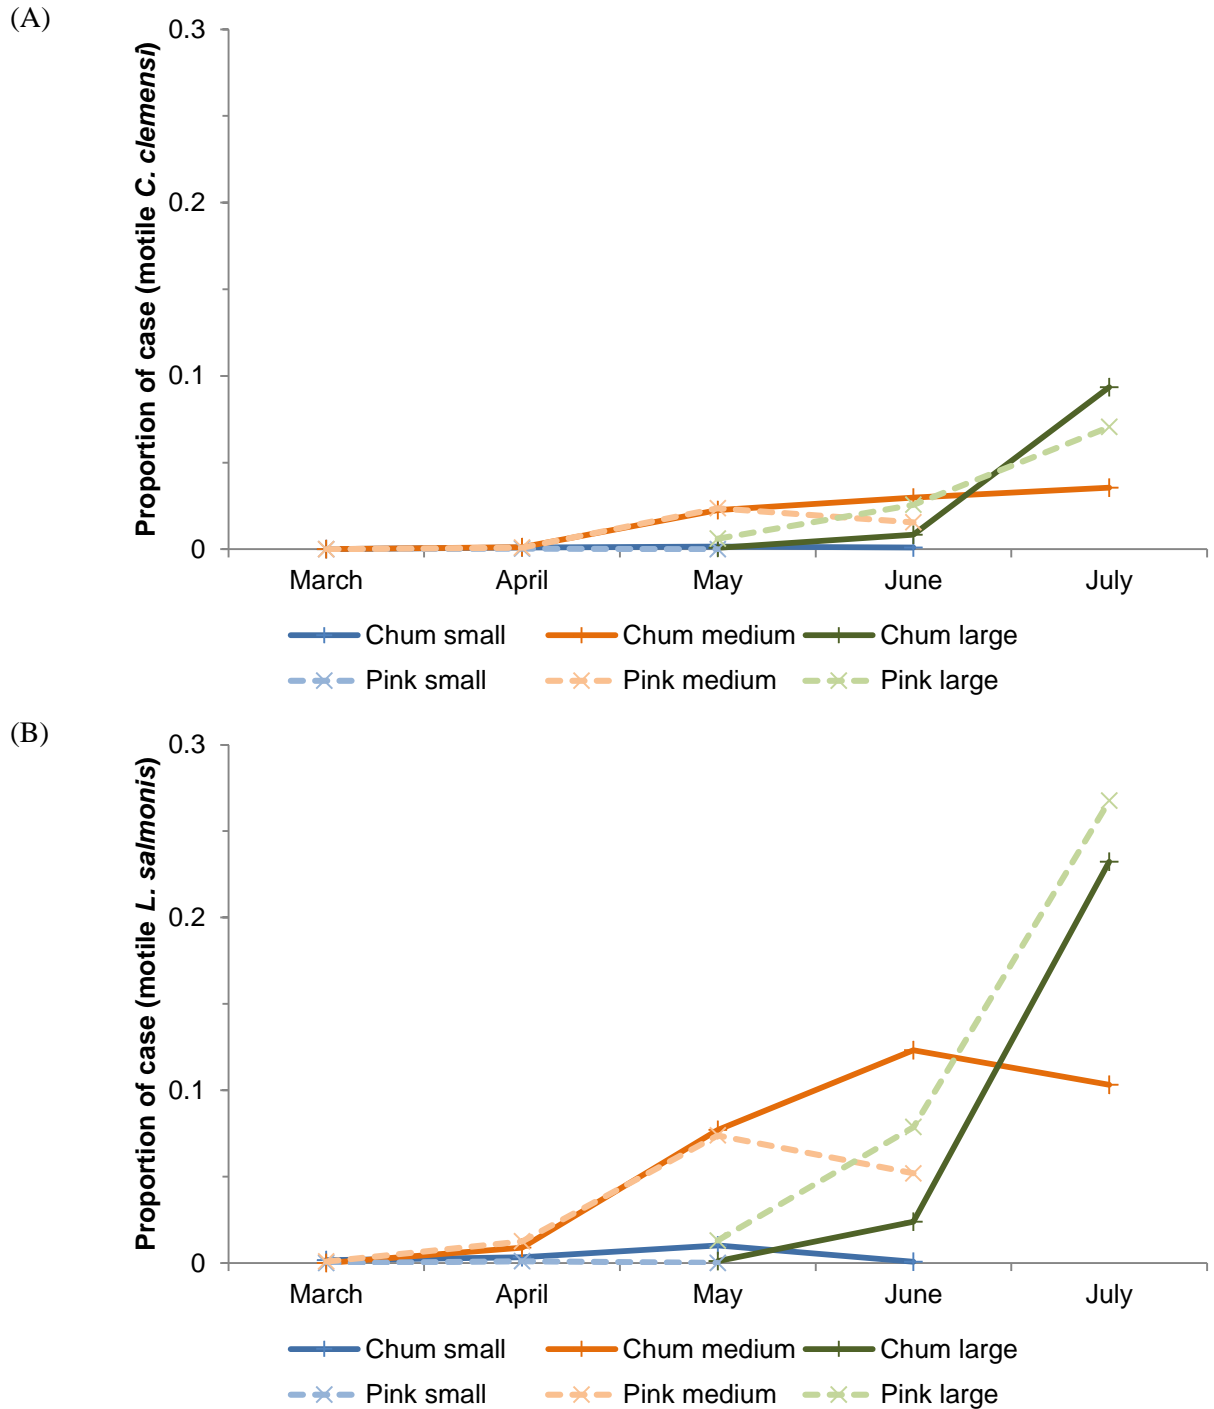 (A)
Proportion of case (motile C. clemensi)
0.3
0.2
0.1
0
March April May June July
Chum small Chum medium Chum large
Pink small Pink medium Pink large
(B)
Proportion of case (motile L. salmonis)
0.3
0.2
0.1
0
March April May June July
Chum small Chum medium Chum large
Pink small Pink medium Pink large